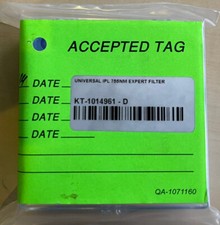 ACCEPTED TAG
UNIVERSAL IPL 755NM EXPERT FILTER
DATE
KT-1014961 - D
DATE
DATE
DATE
QA-1071160